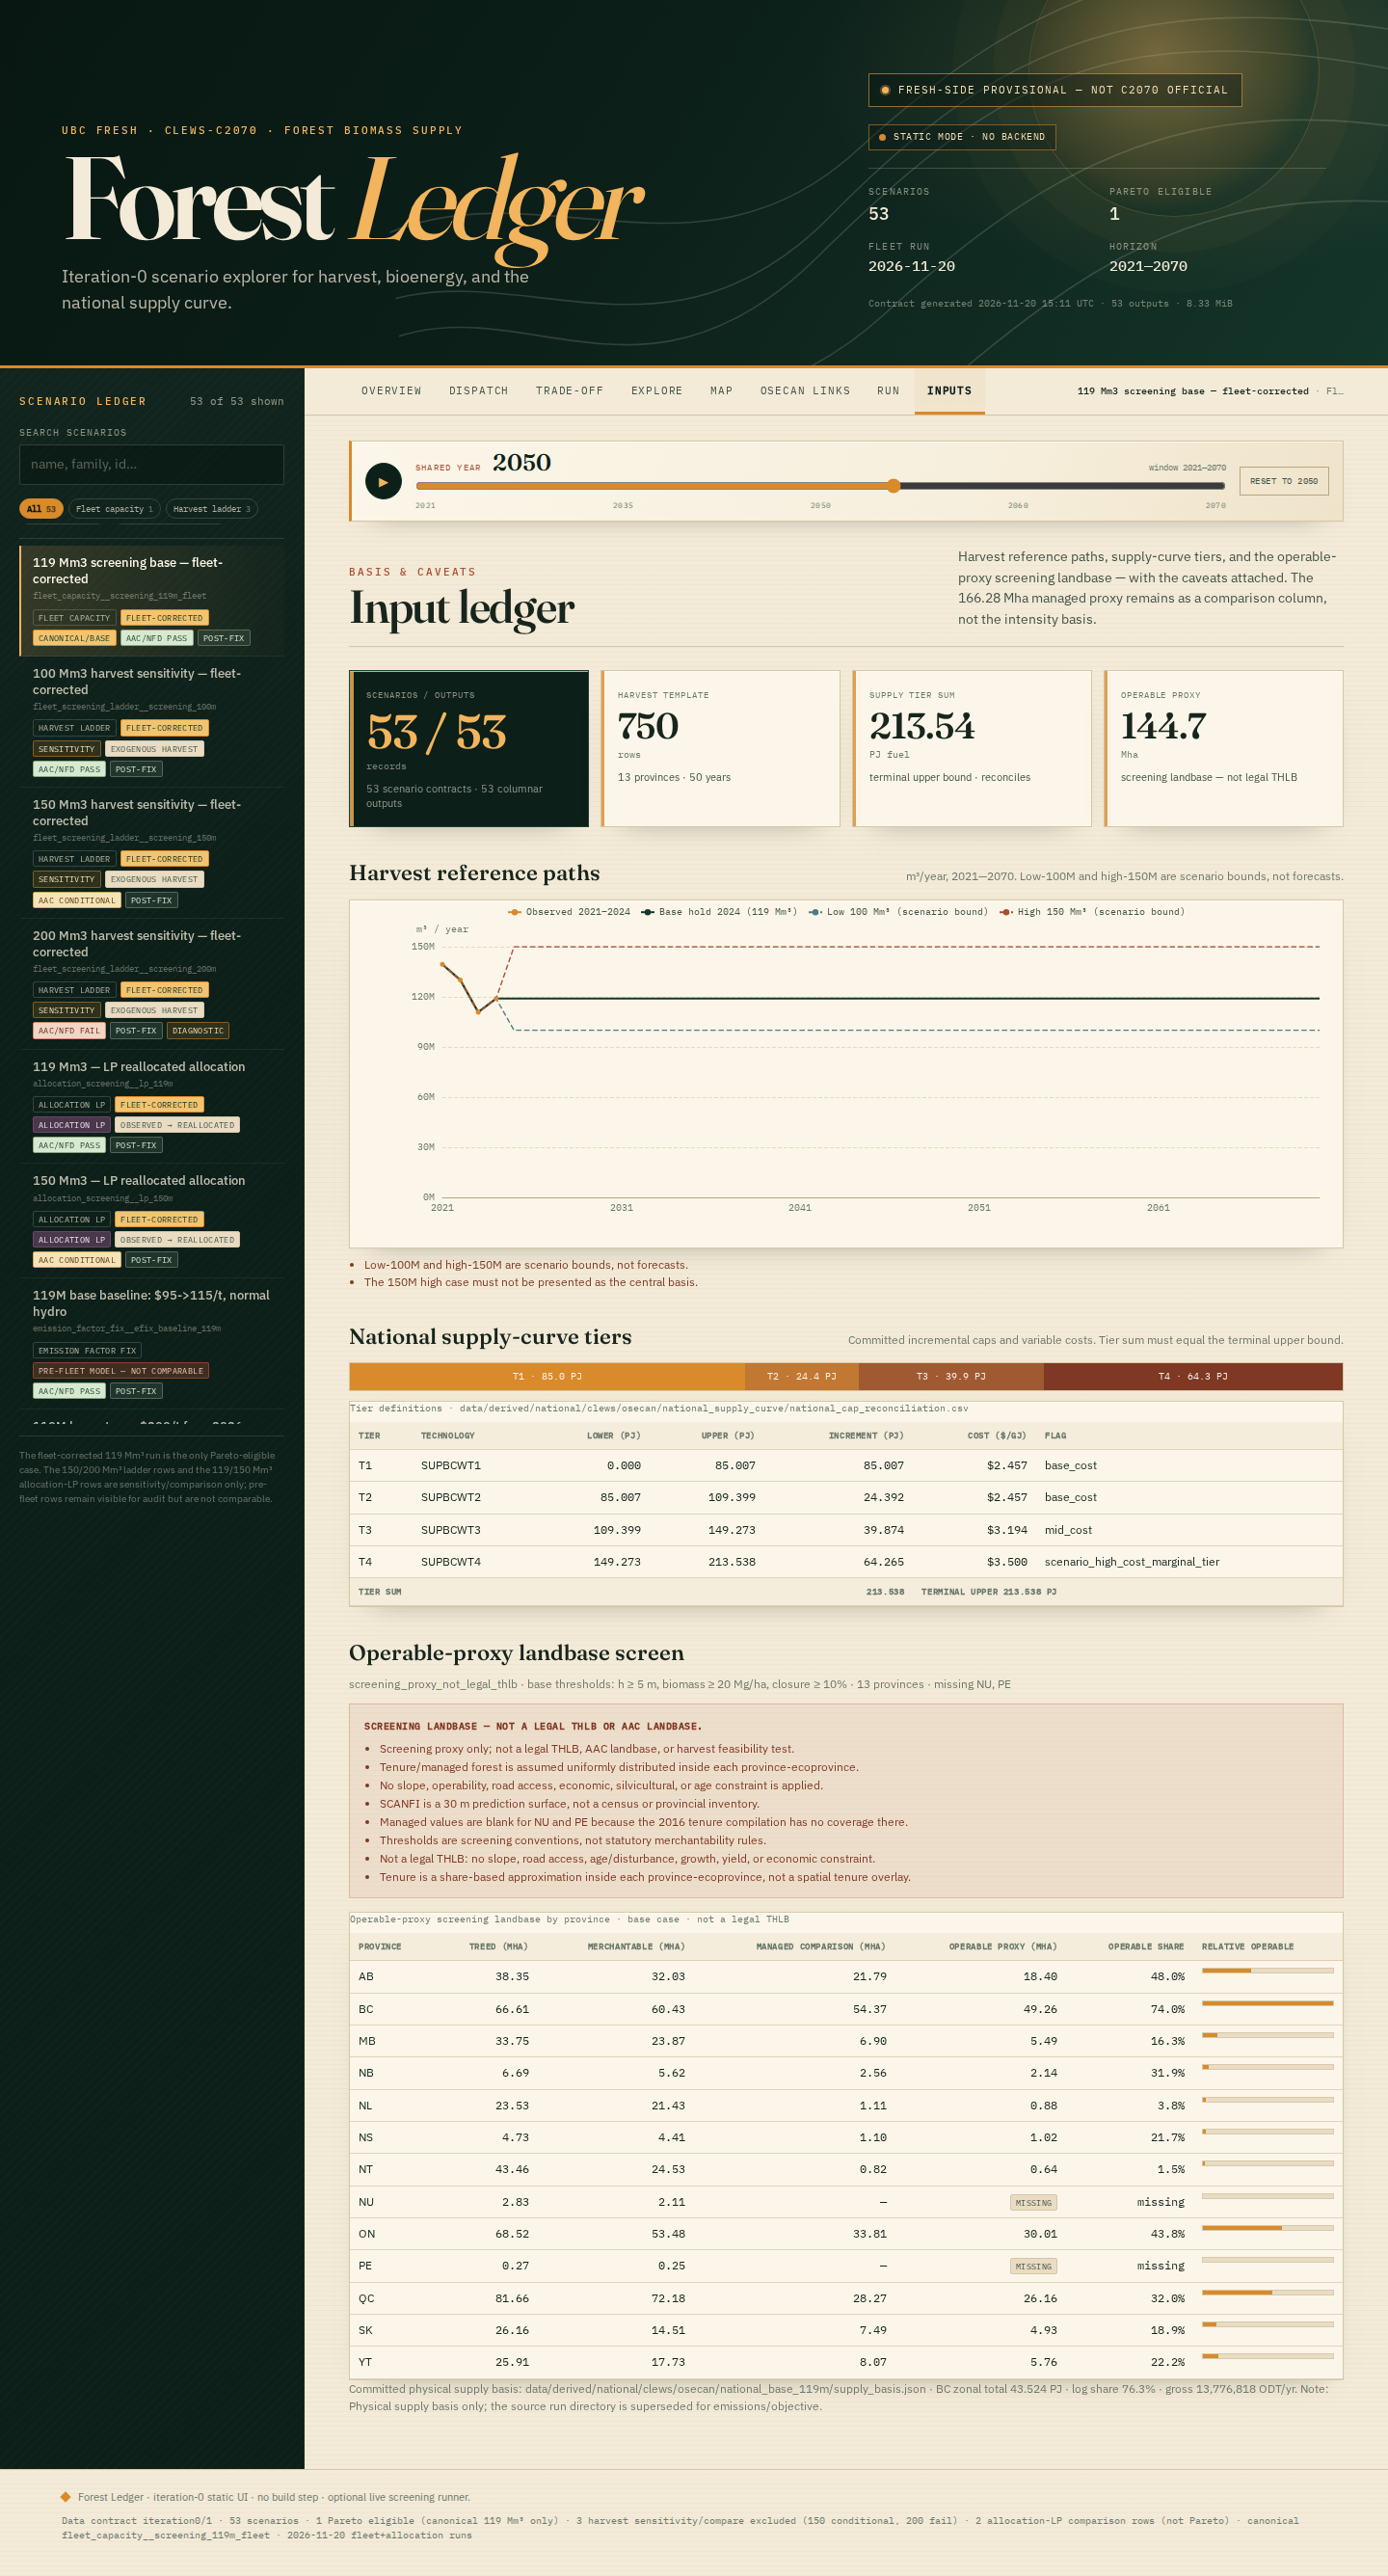 UBC FRESH · CLEWS-C2070 · FOREST BIOMASS SUPPLY
Forest Ledger
Iteration-0 scenario explorer for harvest, bioenergy, and the
national supply curve.
FRESH-SIDE PROVISIONAL — NOT C2070 OFFICIAL
STATIC MODE · NO BACKEND
SCENARIOS
53
PARETO ELIGIBLE
1
FLEET RUN
2026-11-20
HORIZON
2021—2070
Contract generated 2026-11-20 15:11 UTC · 53 outputs · 8.33 MiB
SCENARIO LEDGER 53 of 53 shown
SEARCH SCENARIOS
name, family, id...
All 53 Fleet capacity 1 Harvest ladder 3
119 Mm3 screening base — fleet-
corrected
fleet_capacity__screening_119m_fleet
FLEET CAPACITY FLEET-CORRECTED
CANONICAL/BASE AAC/NFD PASS POST-FIX
100 Mm3 harvest sensitivity — fleet-
corrected
fleet_screening_ladder__screening_100m
HARVEST LADDER FLEET-CORRECTED
SENSITIVITY EXOGENOUS HARVEST
AAC/NFD PASS POST-FIX
150 Mm3 harvest sensitivity — fleet-
corrected
fleet_screening_ladder__screening_150m
HARVEST LADDER FLEET-CORRECTED
SENSITIVITY EXOGENOUS HARVEST
AAC CONDITIONAL POST-FIX
200 Mm3 harvest sensitivity — fleet-
corrected
fleet_screening_ladder__screening_200m
HARVEST LADDER FLEET-CORRECTED
SENSITIVITY EXOGENOUS HARVEST
AAC/NFD FAIL POST-FIX DIAGNOSTIC
119 Mm3 — LP reallocated allocation
allocation_screening__lp_119m
ALLOCATION LP FLEET-CORRECTED
ALLOCATION LP OBSERVED → REALLOCATED
AAC/NFD PASS POST-FIX
150 Mm3 — LP reallocated allocation
allocation_screening__lp_150m
ALLOCATION LP FLEET-CORRECTED
ALLOCATION LP OBSERVED → REALLOCATED
AAC CONDITIONAL POST-FIX
119M base baseline: $95->115/t, normal
hydro
emission_factor_fix__efix_baseline_119m
EMISSION FACTOR FIX
PRE-FLEET MODEL — NOT COMPARABLE
AAC/NFD PASS POST-FIX
The fleet-corrected 119 Mm³ run is the only Pareto-eligible
case. The 150/200 Mm³ ladder rows and the 119/150 Mm³
allocation-LP rows are sensitivity/comparison only; pre-
fleet rows remain visible for audit but are not comparable.
OVERVIEW DISPATCH TRADE-OFF EXPLORE MAP OSECAN LINKS RUN INPUTS
119 Mm3 screening base — fleet-corrected · Fl…
SHARED YEAR 2050
window 2021—2070
RESET TO 2050
2021 2035 2050 2060 2070
BASIS & CAVEATS
Input ledger
Harvest reference paths, supply-curve tiers, and the operable-
proxy screening landbase — with the caveats attached. The
166.28 Mha managed proxy remains as a comparison column,
not the intensity basis.
SCENARIOS / OUTPUTS
53 / 53
records
53 scenario contracts · 53 columnar
outputs
HARVEST TEMPLATE
750
rows
13 provinces · 50 years
SUPPLY TIER SUM
213.54
PJ fuel
terminal upper bound · reconciles
OPERABLE PROXY
144.7
Mha
screening landbase — not legal THLB
Harvest reference paths
m³/year, 2021—2070. Low-100M and high-150M are scenario bounds, not forecasts.
Observed 2021–2024 Base hold 2024 (119 Mm³) Low 100 Mm³ (scenario bound) High 150 Mm³ (scenario bound)
m³ / year
150M
120M
90M
60M
30M
0M
2021 2031 2041 2051 2061
• Low-100M and high-150M are scenario bounds, not forecasts.
• The 150M high case must not be presented as the central basis.
National supply-curve tiers
Committed incremental caps and variable costs. Tier sum must equal the terminal upper bound.
T1 · 85.0 PJ T2 · 24.4 PJ T3 · 39.9 PJ T4 · 64.3 PJ
Tier definitions · data/derived/national/clews/osecan/national_supply_curve/national_cap_reconciliation.csv
TIER TECHNOLOGY LOWER (PJ) UPPER (PJ) INCREMENT (PJ) COST ($/GJ) FLAG
T1 SUPBCWT1 0.000 85.007 85.007 $2.457 base_cost
T2 SUPBCWT2 85.007 109.399 24.392 $2.457 base_cost
T3 SUPBCWT3 109.399 149.273 39.874 $3.194 mid_cost
T4 SUPBCWT4 149.273 213.538 64.265 $3.500 scenario_high_cost_marginal_tier
TIER SUM 213.538 TERMINAL UPPER 213.538 PJ
Operable-proxy landbase screen
screening_proxy_not_legal_thlb · base thresholds: h ≥ 5 m, biomass ≥ 20 Mg/ha, closure ≥ 10% · 13 provinces · missing NU, PE
SCREENING LANDBASE — NOT A LEGAL THLB OR AAC LANDBASE.
• Screening proxy only; not a legal THLB, AAC landbase, or harvest feasibility test.
• Tenure/managed forest is assumed uniformly distributed inside each province-ecoprovince.
• No slope, operability, road access, economic, silvicultural, or age constraint is applied.
• SCANFI is a 30 m prediction surface, not a census or provincial inventory.
• Managed values are blank for NU and PE because the 2016 tenure compilation has no coverage there.
• Thresholds are screening conventions, not statutory merchantability rules.
• Not a legal THLB: no slope, road access, age/disturbance, growth, yield, or economic constraint.
• Tenure is a share-based approximation inside each province-ecoprovince, not a spatial tenure overlay.
Operable-proxy screening landbase by province · base case · not a legal THLB
PROVINCE TREED (MHA) MERCHANTABLE (MHA) MANAGED COMPARISON (MHA) OPERABLE PROXY (MHA) OPERABLE SHARE RELATIVE OPERABLE
AB 38.35 32.03 21.79 18.40 48.0%
BC 66.61 60.43 54.37 49.26 74.0%
MB 33.75 23.87 6.90 5.49 16.3%
NB 6.69 5.62 2.56 2.14 31.9%
NL 23.53 21.43 1.11 0.88 3.8%
NS 4.73 4.41 1.10 1.02 21.7%
NT 43.46 24.53 0.82 0.64 1.5%
NU 2.83 2.11 — MISSING missing
ON 68.52 53.48 33.81 30.01 43.8%
PE 0.27 0.25 — MISSING missing
QC 81.66 72.18 28.27 26.16 32.0%
SK 26.16 14.51 7.49 4.93 18.9%
YT 25.91 17.73 8.07 5.76 22.2%
Committed physical supply basis: data/derived/national/clews/osecan/national_base_119m/supply_basis.json · BC zonal total 43.524 PJ · log share 76.3% · gross 13,776,818 ODT/yr. Note:
Physical supply basis only; the source run directory is superseded for emissions/objective.
Forest Ledger · iteration-0 static UI · no build step · optional live screening runner.
Data contract iteration0/1 · 53 scenarios · 1 Pareto eligible (canonical 119 Mm³ only) · 3 harvest sensitivity/compare excluded (150 conditional, 200 fail) · 2 allocation-LP comparison rows (not Pareto) · canonical
fleet_capacity__screening_119m_fleet · 2026-11-20 fleet+allocation runs